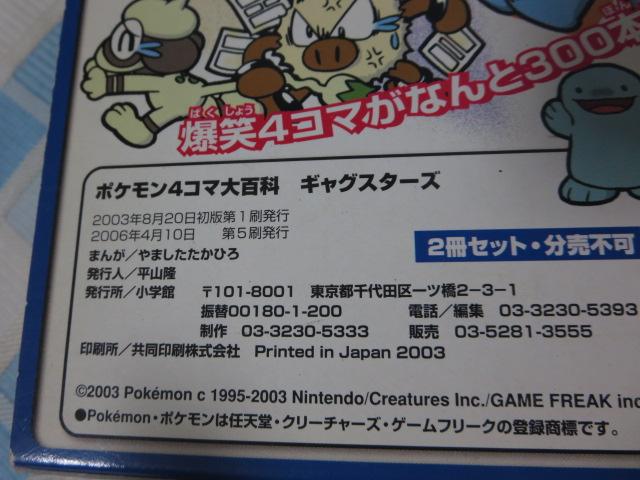 ばくしょう ぽん
爆笑4コマがなんと300本
ポケモン4コマ大百科 ギャグスターズ
2003年8月20日初版第1刷発行
2006年4月10日 第5刷発行
2冊セット・分売不可
まんが/やましたたかひろ
発行人/平山隆
発行所/小学館 〒101-8001 東京都千代田区一ツ橋2-3-1
振替00180-1-200 電話/編集 03-3230-5393
制作 03-3230-5333 販売 03-5281-3555
印刷所/共同印刷株式会社 Printed in Japan 2003
©2003 Pokémon c 1995-2003 Nintendo/Creatures Inc./GAME FREAK inc
●Pokémon・ポケモンは任天堂・クリーチャーズ・ゲームフリークの登録商標です。